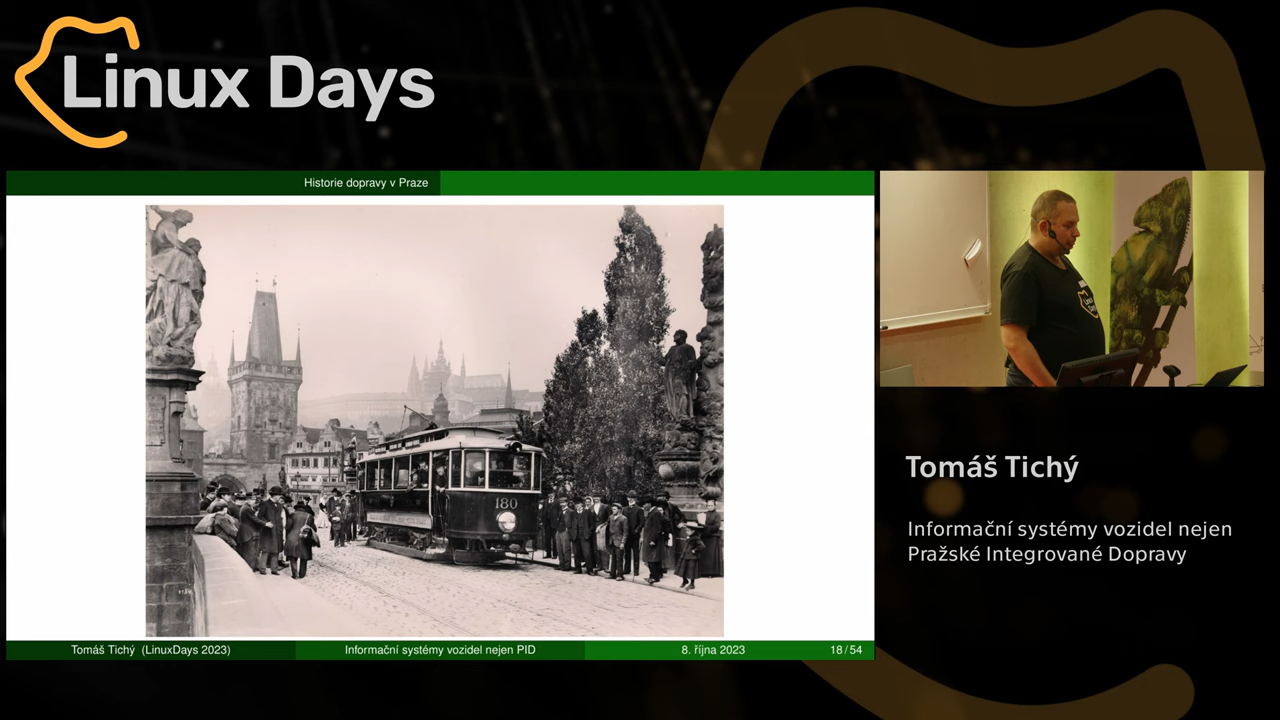 Linux Days
Historie dopravy v Praze
180
Tomáš Tichý (LinuxDays 2023)
Informační systémy vozidel nejen PID
8. října 2023
18 / 54
Tomáš Tichý
Informační systémy vozidel nejen
Pražské Integrované Dopravy